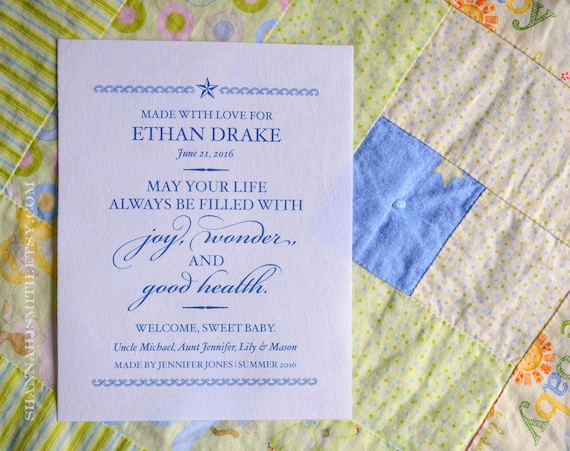 MADE WITH LOVE FOR
ETHAN DRAKE
June 21, 2016
MAY YOUR LIFE
ALWAYS BE FILLED WITH
joy, wonder,
AND
good health.
WELCOME, SWEET BABY.
Uncle Michael, Aunt Jennifer, Lily & Mason
MADE BY JENNIFER JONES | SUMMER 2016
SHANNAHSMITH.ETSY.COM